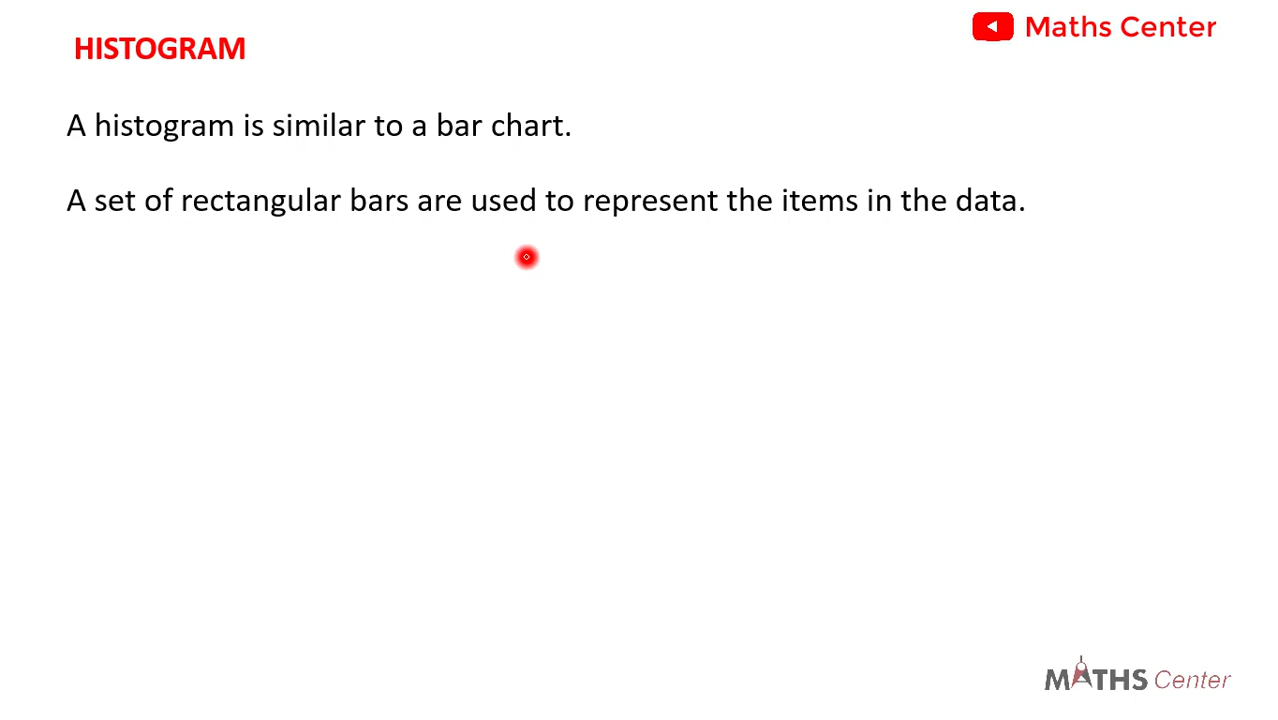 Maths Center
HISTOGRAM
A histogram is similar to a bar chart.
A set of rectangular bars are used to represent the items in the data.
MATHS Center